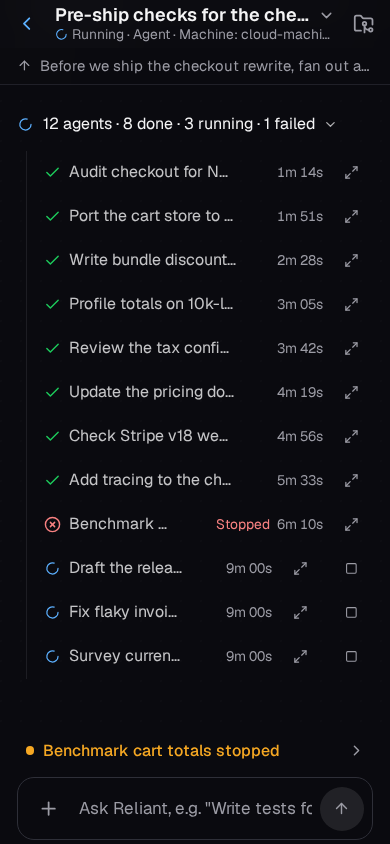 Pre-ship checks for the che...
Running · Agent · Machine: cloud-machi...
Before we ship the checkout rewrite, fan out a...
12 agents · 8 done · 3 running · 1 failed
Audit checkout for N... 1m 14s
Port the cart store to ... 1m 51s
Write bundle discount... 2m 28s
Profile totals on 10k-l... 3m 05s
Review the tax confi... 3m 42s
Update the pricing do... 4m 19s
Check Stripe v18 we... 4m 56s
Add tracing to the ch... 5m 33s
Benchmark ... Stopped 6m 10s
Draft the relea... 9m 00s
Fix flaky invoi... 9m 00s
Survey curren... 9m 00s
Benchmark cart totals stopped
Ask Reliant, e.g. "Write tests fo